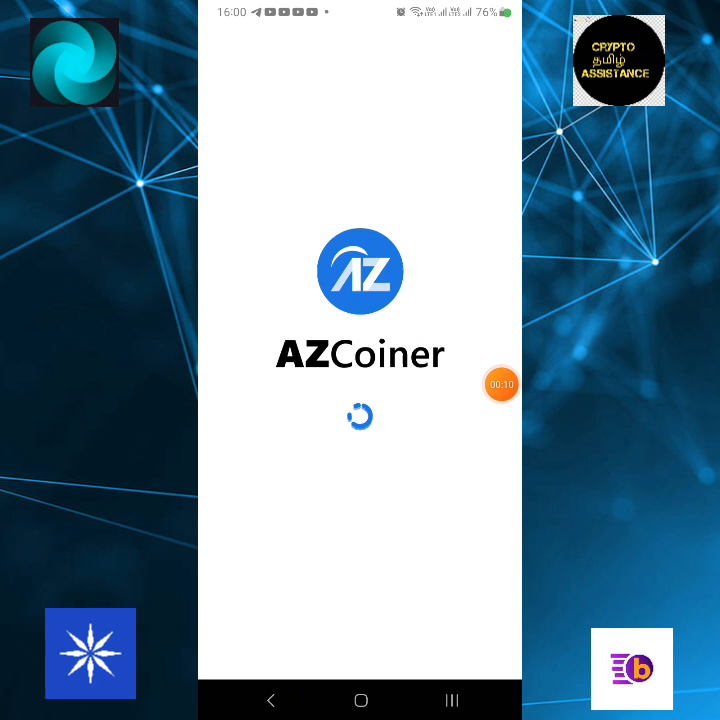 16:00
76%
CRYPTO
தமிழ்
ASSISTANCE
AZ
AZCoiner
00:10
b